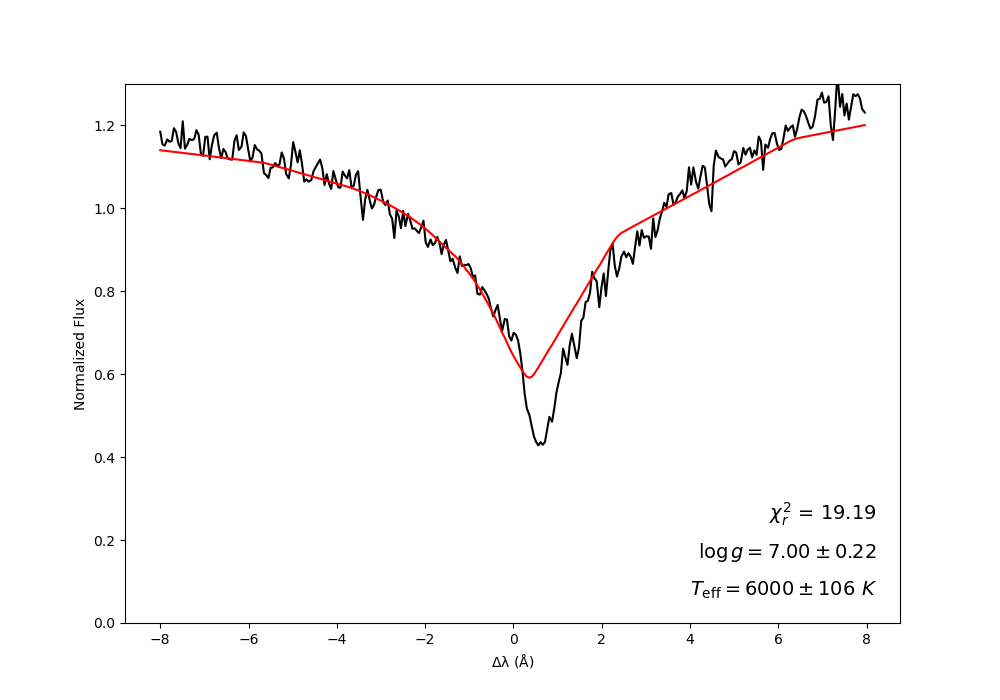 Normalized Flux
1.2
1.0
0.8
0.6
0.4
0.2
0.0
χ²ᵣ = 19.19
log g = 7.00 ± 0.22
T_eff = 6000 ± 106 K
−8 −6 −4 −2 0 2 4 6 8
Δλ (Å)